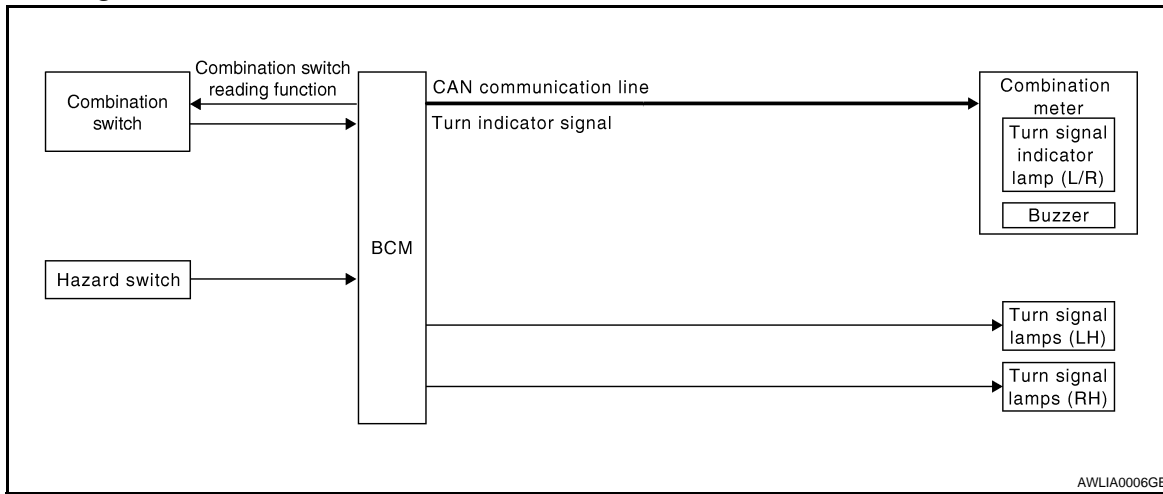 Combination switch
reading function
Combination
switch
CAN communication line
Turn indicator signal
Combination
meter
Turn signal
indicator
lamp (L/R)
Buzzer
BCM
Hazard switch
Turn signal
lamps (LH)
Turn signal
lamps (RH)